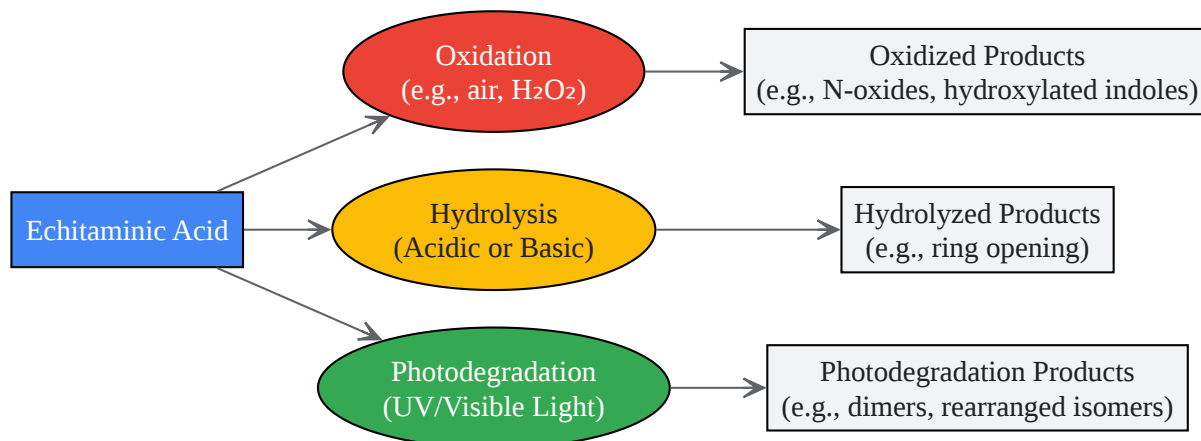 Echitaminic Acid
Oxidation
(e.g., air, H₂O₂)
Oxidized Products
(e.g., N-oxides, hydroxylated indoles)
Hydrolysis
(Acidic or Basic)
Hydrolyzed Products
(e.g., ring opening)
Photodegradation
(UV/Visible Light)
Photodegradation Products
(e.g., dimers, rearranged isomers)